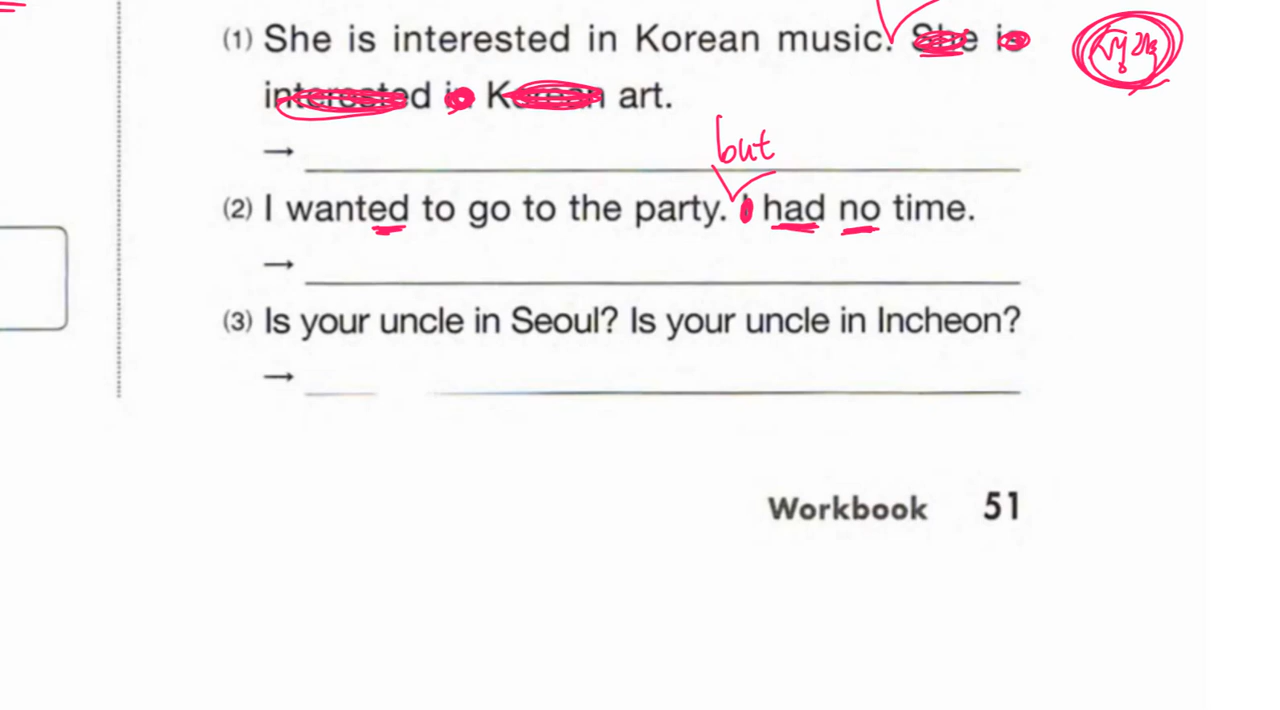 (1) She is interested in Korean music. She is
interested in Korean art.
→
but
(2) I wanted to go to the party. I had no time.
→
(3) Is your uncle in Seoul? Is your uncle in Incheon?
→
Workbook 51